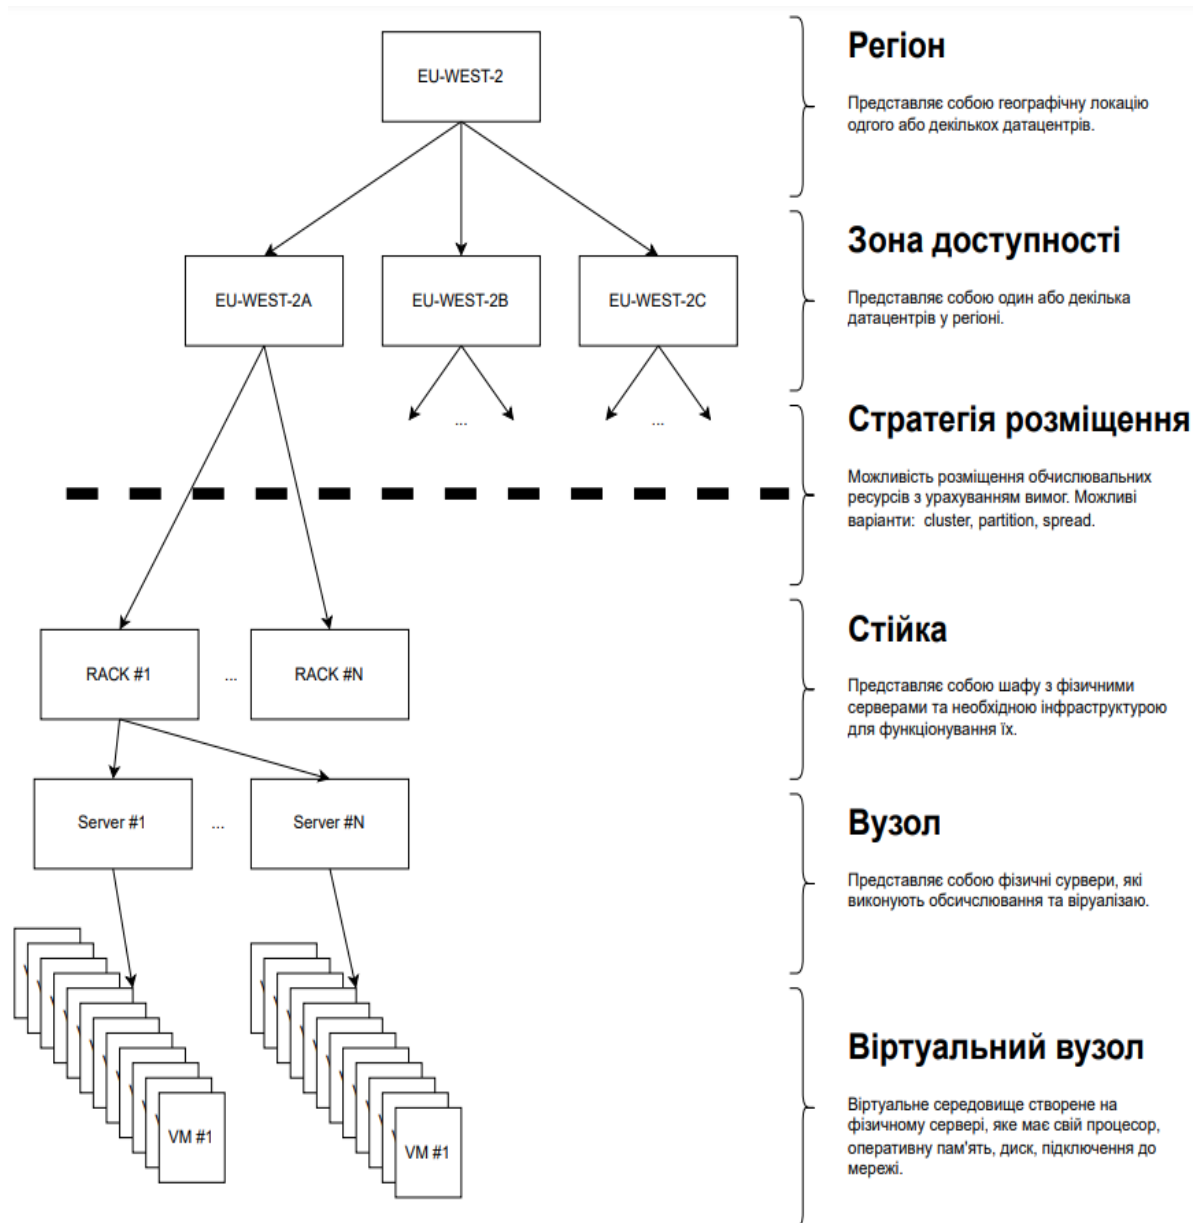 EU-WEST-2
Регіон
Представляє собою географічну локацію
одгого або декількох датацентрів.
EU-WEST-2A
EU-WEST-2B
EU-WEST-2C
Зона доступності
Представляє собою один або декілька
датацентрів у регіоні.
...
...
Стратегія розміщення
Можливість розміщення обчислювальних
ресурсів з урахуванням вимог. Можливі
варіанти: cluster, partition, spread.
RACK #1
...
RACK #N
Стійка
Представляє собою шафу з фізичними
серверами та необхідною інфраструктурою
для функціонування їх.
Server #1
...
Server #N
Вузол
Представляє собою фізичні сурвери, які
виконують обсичслювання та віруалізаю.
VM #1
VM #1
Віртуальний вузол
Віртуальне середовище створене на
фізичному сервері, яке має свій процесор,
оперативну пам'ять, диск, підключення до
мережі.